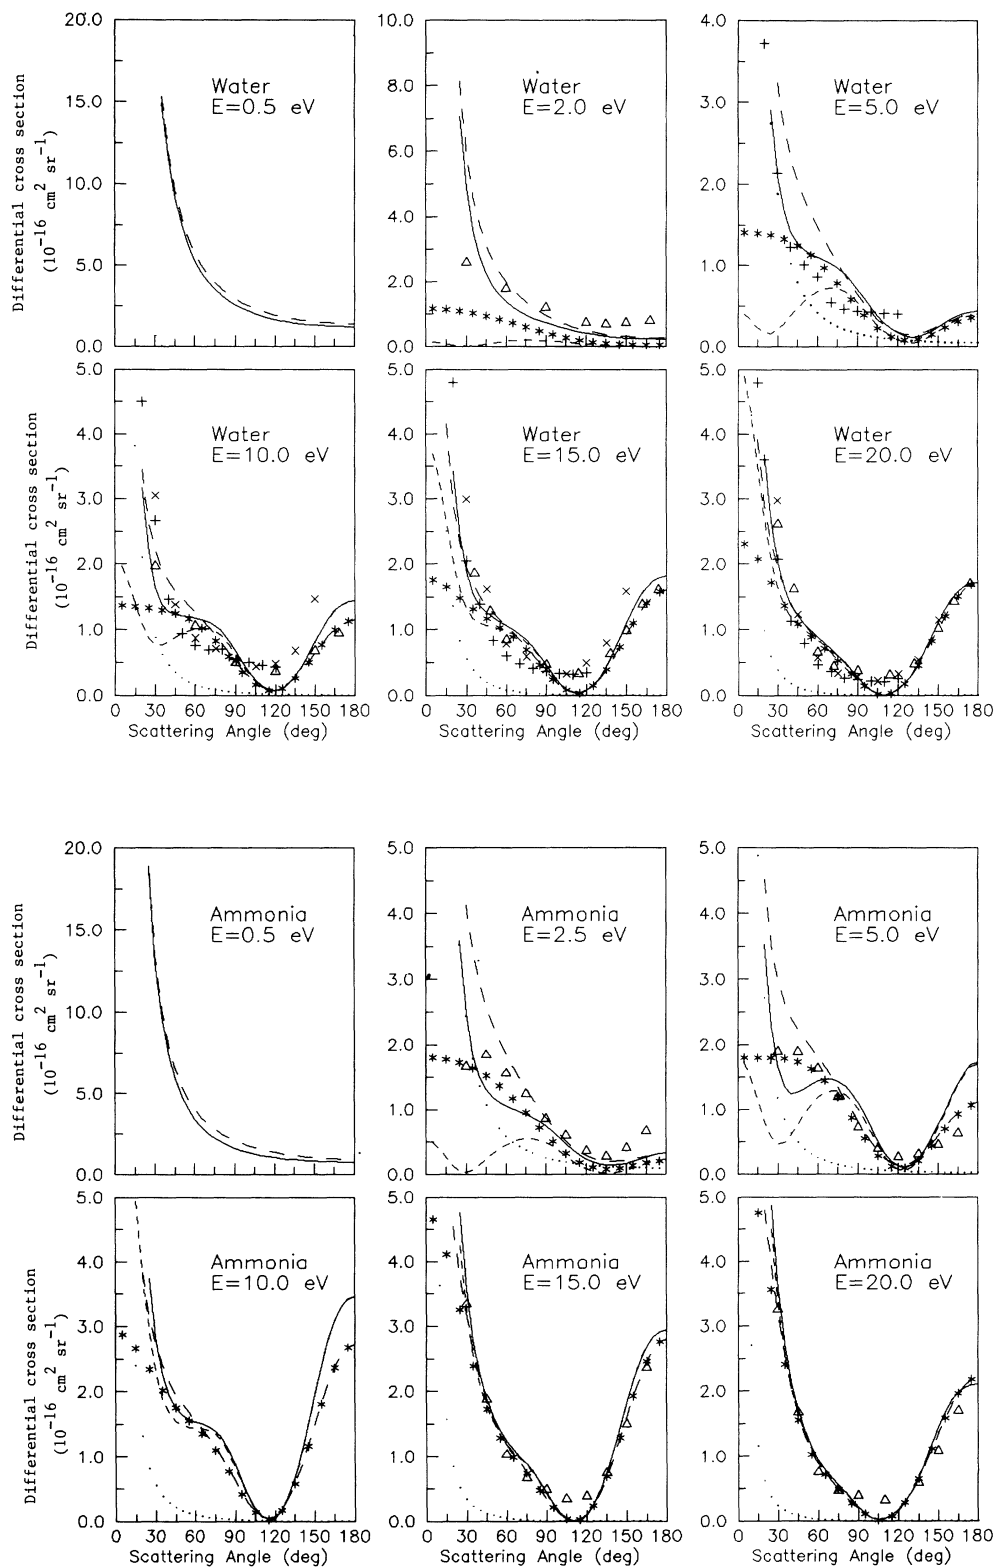 Differential cross section
(10⁻¹⁶ cm² sr⁻¹)
20.0
15.0
10.0
5.0
0.0
Water
E=0.5 eV
10.0
8.0
6.0
4.0
2.0
0.0
Water
E=2.0 eV
4.0
3.0
2.0
1.0
0.0
Water
E=5.0 eV
Differential cross section
(10⁻¹⁶ cm² sr⁻¹)
5.0
4.0
3.0
2.0
1.0
0.0
Water
E=10.0 eV
0 30 60 90 120 150 180
Scattering Angle (deg)
5.0
4.0
3.0
2.0
1.0
0.0
Water
E=15.0 eV
0 30 60 90 120 150 180
Scattering Angle (deg)
5.0
4.0
3.0
2.0
1.0
0.0
Water
E=20.0 eV
0 30 60 90 120 150 180
Scattering Angle (deg)
Differential cross section
(10⁻¹⁶ cm² sr⁻¹)
20.0
15.0
10.0
5.0
0.0
Ammonia
E=0.5 eV
5.0
4.0
3.0
2.0
1.0
0.0
Ammonia
E=2.5 eV
5.0
4.0
3.0
2.0
1.0
0.0
Ammonia
E=5.0 eV
Differential cross section
(10⁻¹⁶ cm² sr⁻¹)
5.0
4.0
3.0
2.0
1.0
0.0
Ammonia
E=10.0 eV
0 30 60 90 120 150 180
Scattering Angle (deg)
5.0
4.0
3.0
2.0
1.0
0.0
Ammonia
E=15.0 eV
0 30 60 90 120 150 180
Scattering Angle (deg)
5.0
4.0
3.0
2.0
1.0
0.0
Ammonia
E=20.0 eV
0 30 60 90 120 150 180
Scattering Angle (deg)